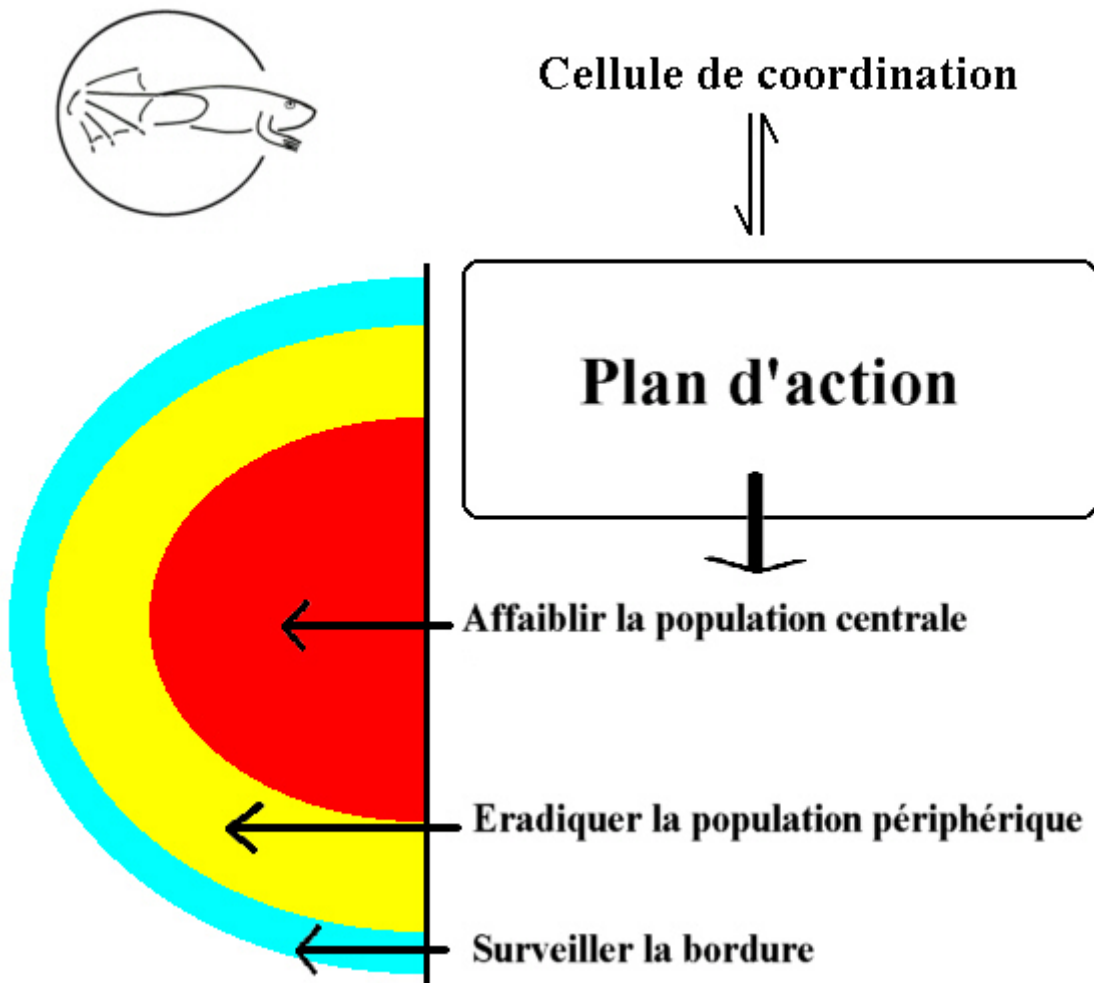 Cellule de coordination
Plan d'action
Affaiblir la population centrale
Eradiquer la population périphérique
Surveiller la bordure